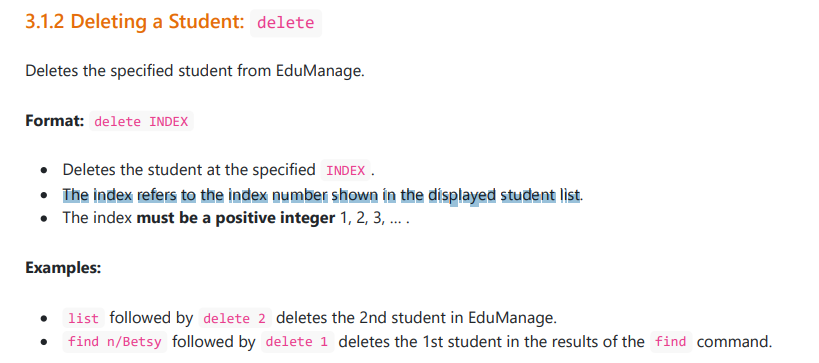 3.1.2 Deleting a Student: delete
Deletes the specified student from EduManage.
Format: delete INDEX
• Deletes the student at the specified INDEX .
• The index refers to the index number shown in the displayed student list.
• The index must be a positive integer 1, 2, 3, ... .
Examples:
• list followed by delete 2 deletes the 2nd student in EduManage.
• find n/Betsy followed by delete 1 deletes the 1st student in the results of the find command.